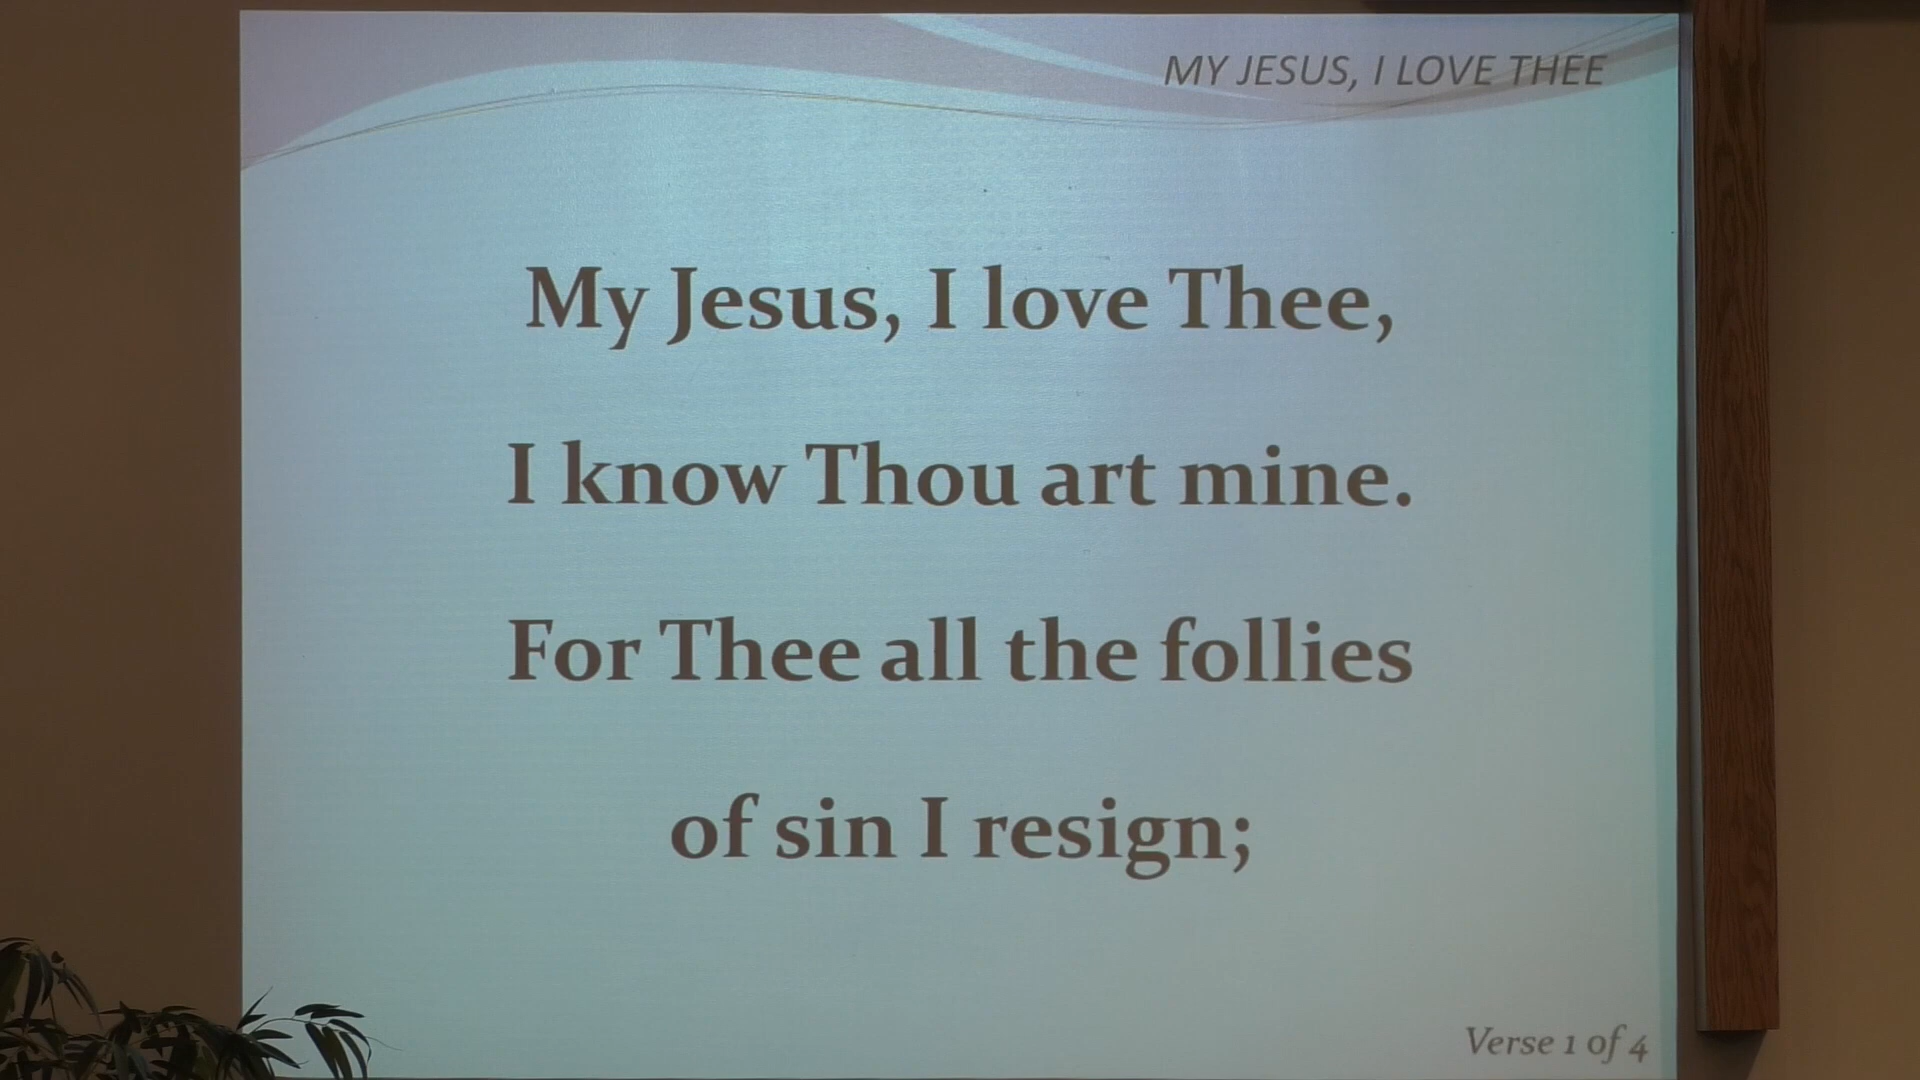 MY JESUS, I LOVE THEE
My Jesus, I love Thee,
I know Thou art mine.
For Thee all the follies
of sin I resign;
Verse 1 of 4